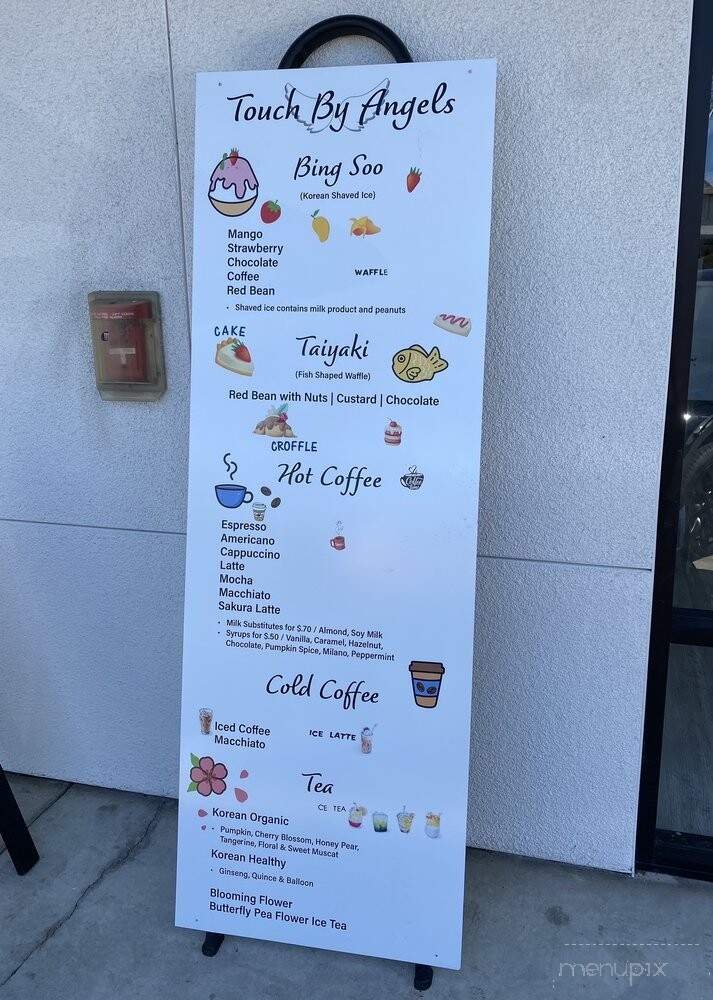 Touch By Angels
Bing Soo
(Korean Shaved Ice)
Mango
Strawberry
Chocolate
Coffee
Red Bean
WAFFLE
• Shaved ice contains milk product and peanuts
CAKE
Taiyaki
(Fish Shaped Waffle)
Red Bean with Nuts | Custard | Chocolate
CROFFLE
Hot Coffee
Coffee
Espresso
Americano
Cappuccino
Latte
Mocha
Macchiato
Sakura Latte
• Milk Substitutes for $.70 / Almond, Soy Milk
• Syrups for $.50 / Vanilla, Caramel, Hazelnut,
Chocolate, Pumpkin Spice, Milano, Peppermint
Cold Coffee
Iced Coffee
Macchiato
ICE LATTE
Tea
CE TEA
Korean Organic
• Pumpkin, Cherry Blossom, Honey Pear,
Tangerine, Floral & Sweet Muscat
Korean Healthy
• Ginseng, Quince & Balloon
Blooming Flower
Butterfly Pea Flower Ice Tea
menupix